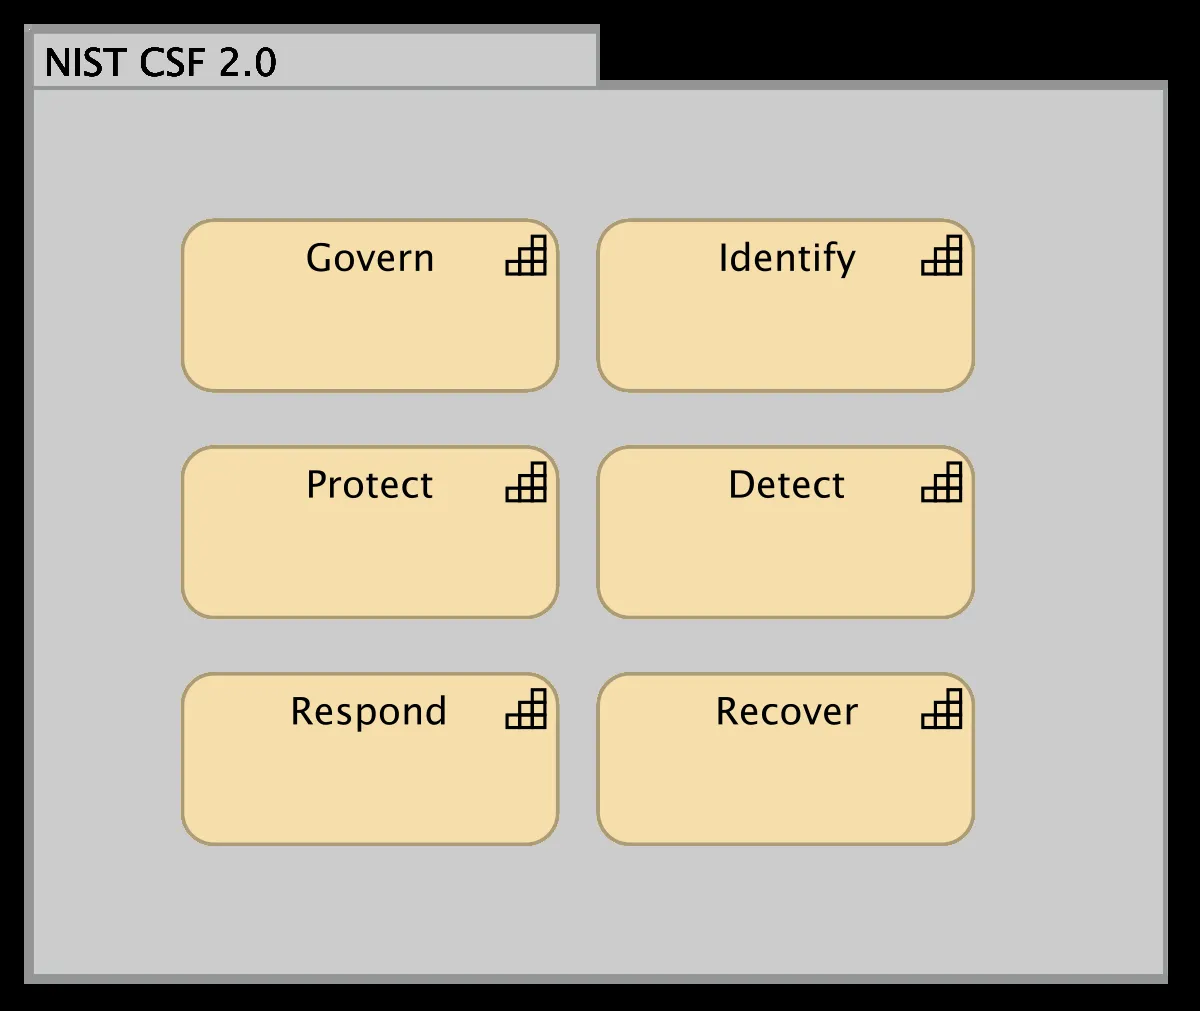 NIST CSF 2.0
Govern
Identify
Protect
Detect
Respond
Recover